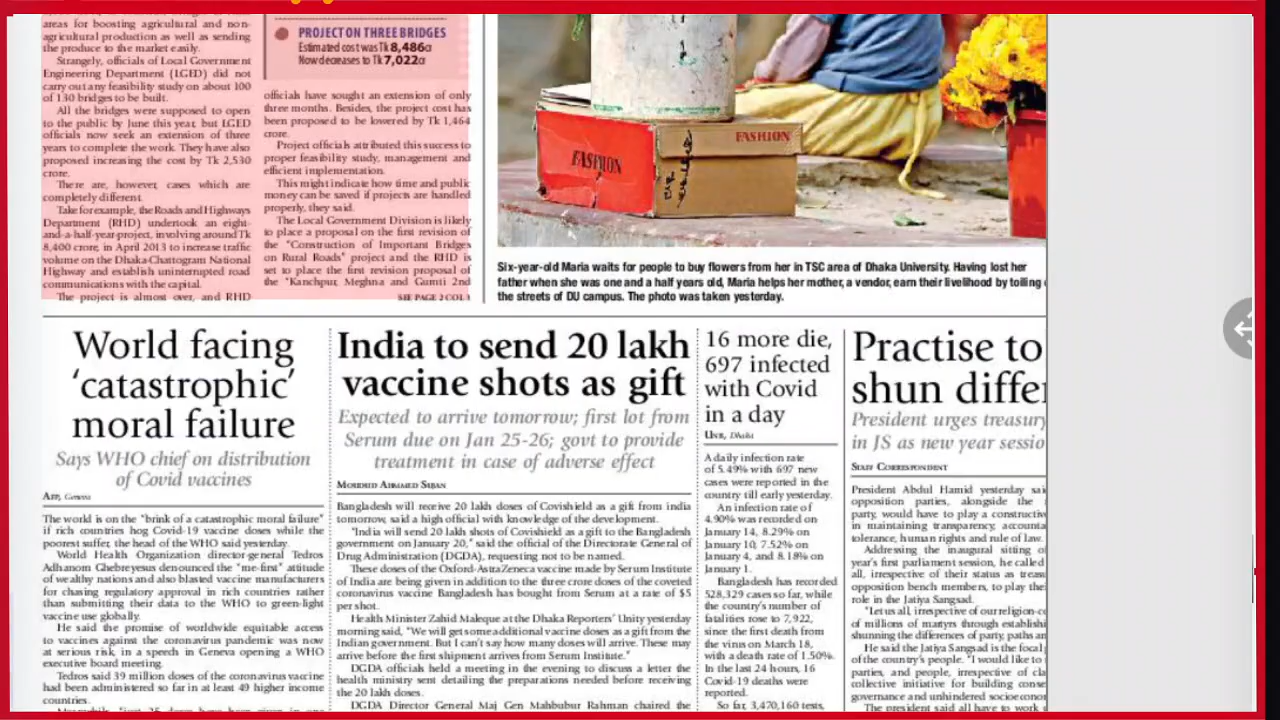 areas for boosting agricultural and non-
agricultural production as well as sending
the produce to the market easily.
Strangely, officials of Local Government
Engineering Department (LGED) did not
carry out any feasibility study on about 100
of 130 bridges to be built.
All the bridges were supposed to open
to the public by June this year, but LGED
officials now seek an extension of three
years to complete the work. They have also
proposed increasing the cost by Tk 2,530
crore.
There are, however, cases which are
completely different.
Take for example, the Roads and Highways
Department (RHD) undertook an eight-
and-a-half-year-project, involving around Tk
8,400 crore, in April 2013 to increase traffic
volume on the Dhaka-Chattogram National
Highway and establish uninterrupted road
communications with the capital.
The project is almost over, and RHD
PROJECT ON THREE BRIDGES
Estimated cost was Tk 8,486cr
Now decreases to Tk 7,022cr
officials have sought an extension of only
three months. Besides, the project cost has
been proposed to be lowered by Tk 1,464
crore.
Project officials attributed this success to
proper feasibility study, management and
efficient implementation.
This might indicate how time and public
money can be saved if projects are handled
properly, they said.
The Local Government Division is likely
to place a proposal on the first revision of
the "Construction of Important Bridges
on Rural Roads" project and the RHD is
set to place the first revision proposal of
the "Kanchpur, Meghna and Gumti 2nd
SEE PAGE 2 COL 3
FASHION
FASHION
Six-year-old Maria waits for people to buy flowers from her in TSC area of Dhaka University. Having lost her
father when she was one and a half years old, Maria helps her mother, a vendor, earn their livelihood by toiling
the streets of DU campus. The photo was taken yesterday.
World facing
'catastrophic'
moral failure
Says WHO chief on distribution
of Covid vaccines
AFP, Geneva
The world is on the "brink of a catastrophic moral failure"
if rich countries hog Covid-19 vaccine doses while the
poorest suffer, the head of the WHO said yesterday.
World Health Organization director-general Tedros
Adhanom Ghebreyesus denounced the "me-first" attitude
of wealthy nations and also blasted vaccine manufacturers
for chasing regulatory approval in rich countries rather
than submitting their data to the WHO to green-light
vaccine use globally.
He said the promise of worldwide equitable access
to vaccines against the coronavirus pandemic was now
at serious risk, in a speech in Geneva opening a WHO
executive board meeting.
Tedros said 39 million doses of the coronavirus vaccine
had been administered so far in at least 49 higher income
countries.
India to send 20 lakh
vaccine shots as gift
Expected to arrive tomorrow; first lot from
Serum due on Jan 25-26; govt to provide
treatment in case of adverse effect
Bangladesh will receive 20 lakh doses of Covishield as a gift from india
tomorrow, said a high official with knowledge of the development.
"India will send 20 lakh shots of Covishield as a gift to the Bangladesh
government on January 20," said the official of the Directorate General of
Drug Administration (DGDA), requesting not to be named.
These doses of the Oxford-AstraZeneca vaccine made by Serum Institute
of India are being given in addition to the three crore doses of the coveted
coronavirus vaccine Bangladesh has bought from Serum at a rate of $5
per shot.
Health Minister Zahid Maleque at the Dhaka Reporters' Unity yesterday
morning said, "We will get some additional vaccine doses as a gift from the
Indian government. But I can't say how many doses will arrive. These may
arrive before the first shipment arrives from Serum Institute."
DGDA officials held a meeting in the evening to discuss a letter the
health ministry sent detailing the preparations needed before receiving
the 20 lakh doses.
DGDA Director General Maj Gen Mahbubur Rahman chaired the
16 more die,
697 infected
with Covid
in a day
UNB, Dhaka
A daily infection rate
of 5.49% with 697 new
cases were reported in the
country till early yesterday.
An infection rate of
4.90% was recorded on
January 14, 8.29% on
January 10, 7.52% on
January 4, and 8.18% on
January 1.
Bangladesh has recorded
528,329 cases so far, while
the country's number of
fatalities rose to 7,922,
since the first death from
the virus on March 18,
with a death rate of 1.50%.
In the last 24 hours, 16
Covid-19 deaths were
reported.
So far, 3,470,160 tests,
Practise to
shun differ
President urges treasury
in JS as new year sessio
STAFF CORRESPONDENT
President Abdul Hamid yesterday sai
opposition parties, alongside the
party, would have to play a constructiv
in maintaining transparency, accounta
tolerance, human rights and rule of law.
Addressing the inaugural sitting o
year's first parliament session, he called
all, irrespective of their status as treasu
opposition bench members, to play the
role in the Jatiya Sangsad.
"Let us all, irrespective of our religion-c
of millions of martyrs through establishi
shunning the differences of party, paths an
He said the Jatiya Sangsad is the focal
of the country's people. "I would like to
parties, and people, irrespective of cla
collective initiative for building conse
governance and unhindered socioecono
The president said all have to work